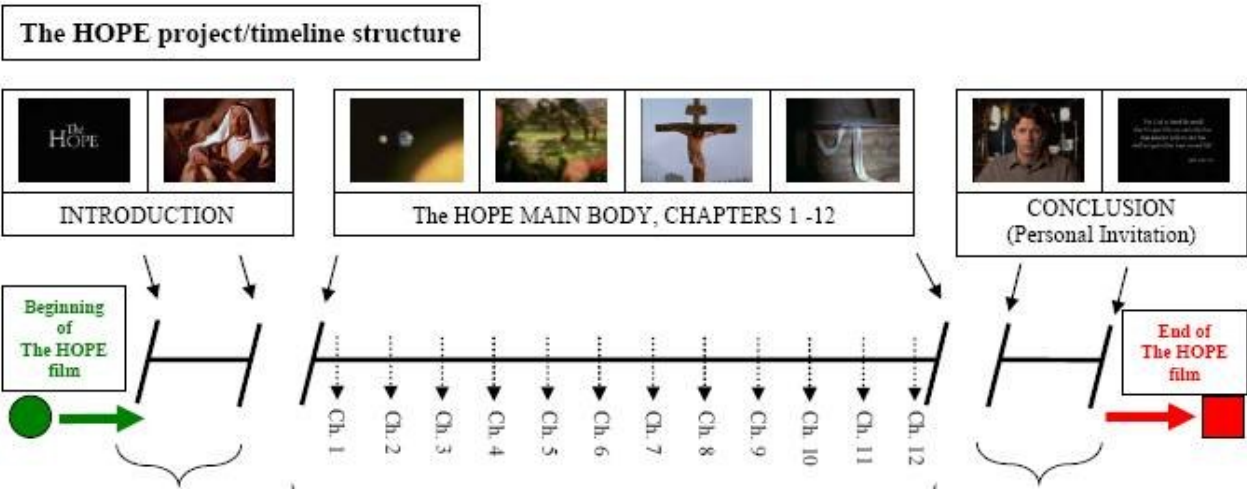 The HOPE project/timeline structure
The
HOPE
INTRODUCTION
The HOPE MAIN BODY, CHAPTERS 1 -12
CONCLUSION
(Personal Invitation)
Beginning
of
The HOPE
film
End of
The HOPE
film
Ch. 1
Ch. 2
Ch. 3
Ch. 4
Ch. 5
Ch. 6
Ch. 7
Ch. 8
Ch. 9
Ch. 10
Ch. 11
Ch. 12